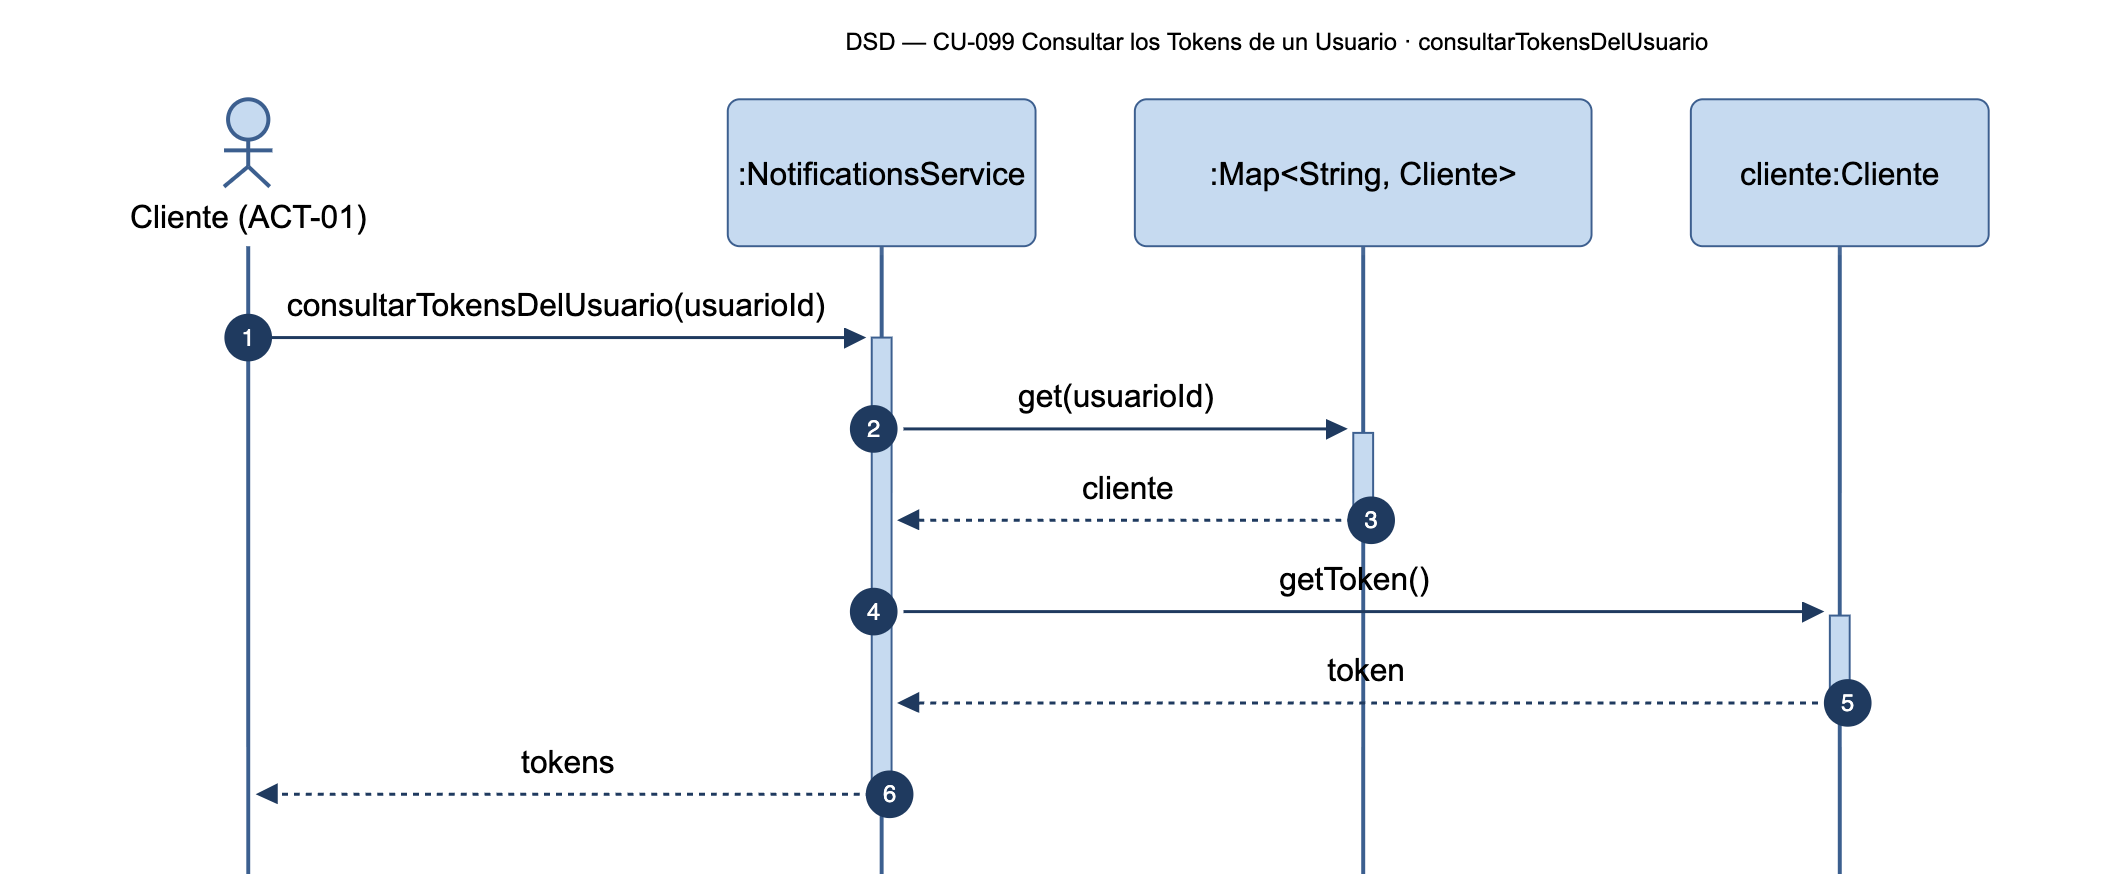 DSD — CU-099 Consultar los Tokens de un Usuario · consultarTokensDelUsuario
Cliente (ACT-01)
:NotificationsService
:Map<String, Cliente>
cliente:Cliente
consultarTokensDelUsuario(usuarioId)
1
get(usuarioId)
2
cliente
3
getToken()
4
token
5
tokens
6